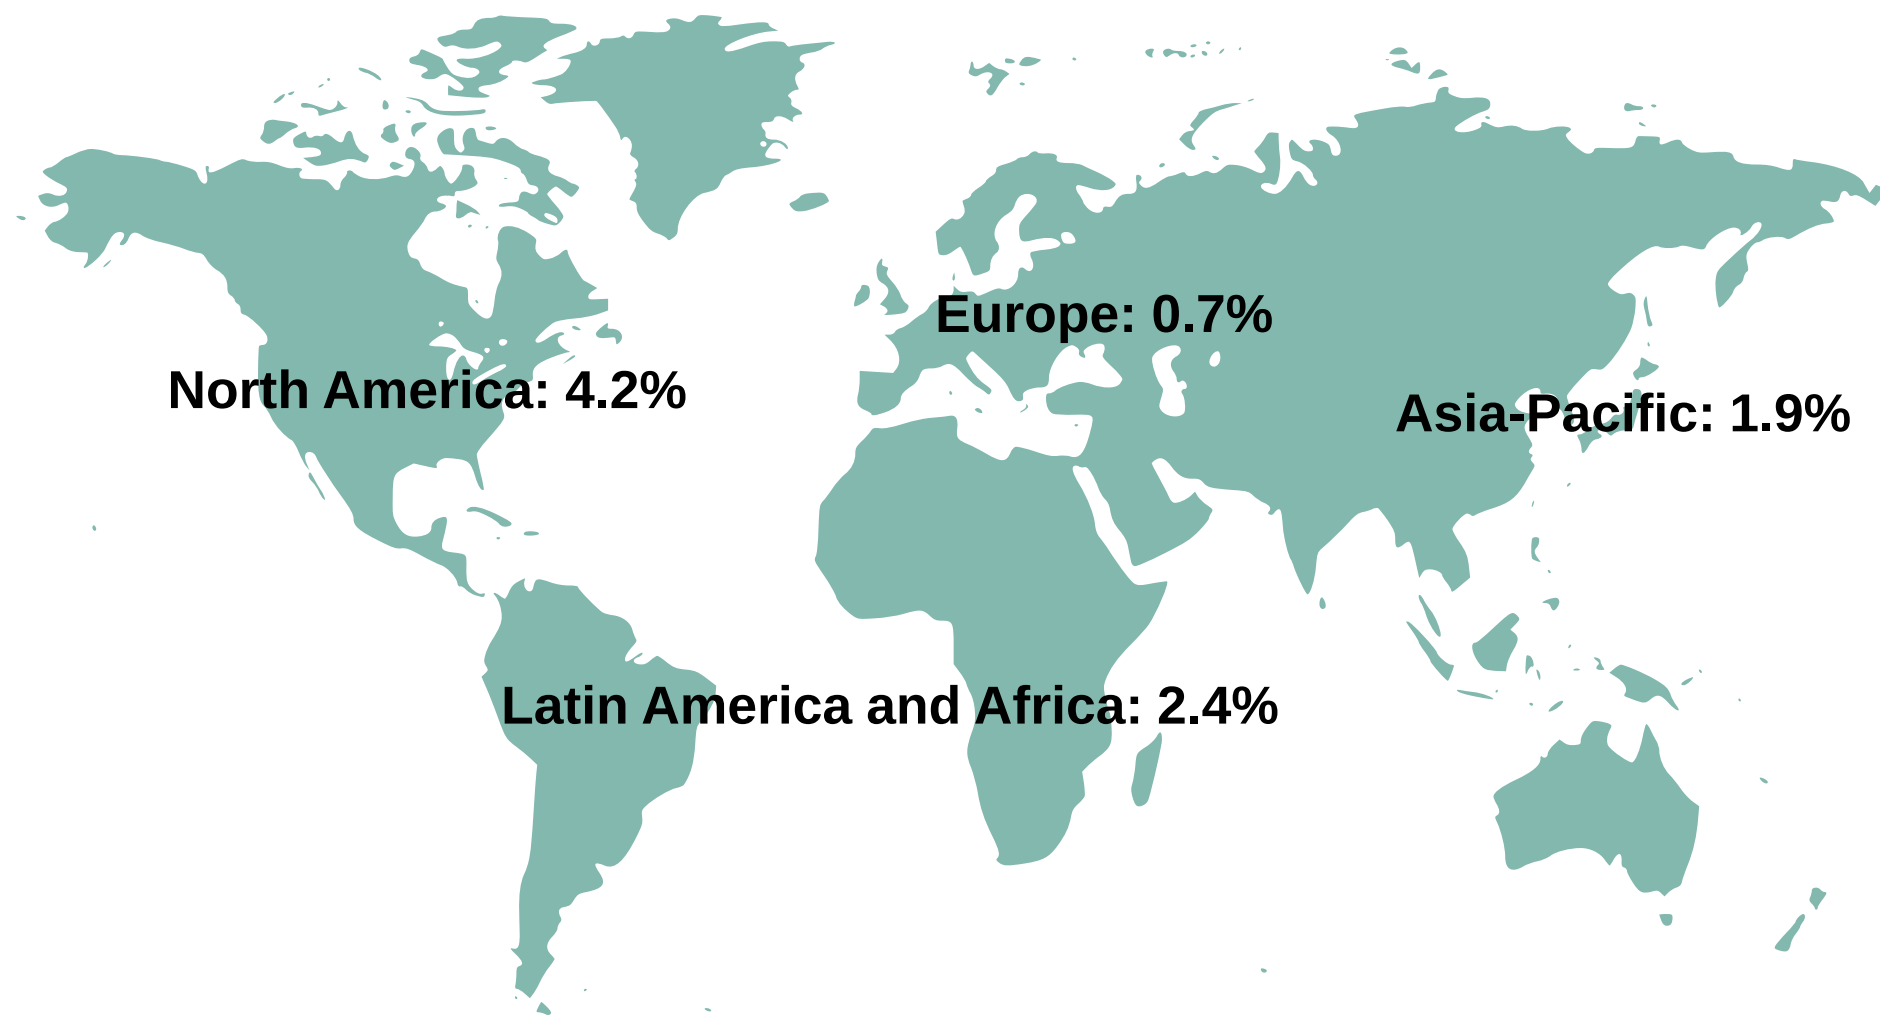 Europe: 0.7%
North America: 4.2%
Asia-Pacific: 1.9%
Latin America and Africa: 2.4%